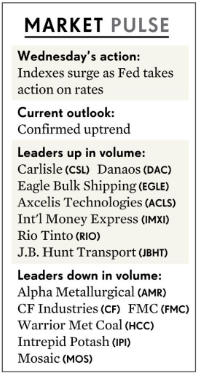 MARKET PULSE
Wednesday's action:
Indexes surge as Fed takes
action on rates
Current outlook:
Confirmed uptrend
Leaders up in volume:
Carlisle (CSL) Danaos (DAC)
Eagle Bulk Shipping (EGLE)
Axcelis Technologies (ACLS)
Int'l Money Express (IMXI)
Rio Tinto (RIO)
J.B. Hunt Transport (JBHT)
Leaders down in volume:
Alpha Metallurgical (AMR)
CF Industries (CF) FMC (FMC)
Warrior Met Coal (HCC)
Intrepid Potash (IPI)
Mosaic (MOS)